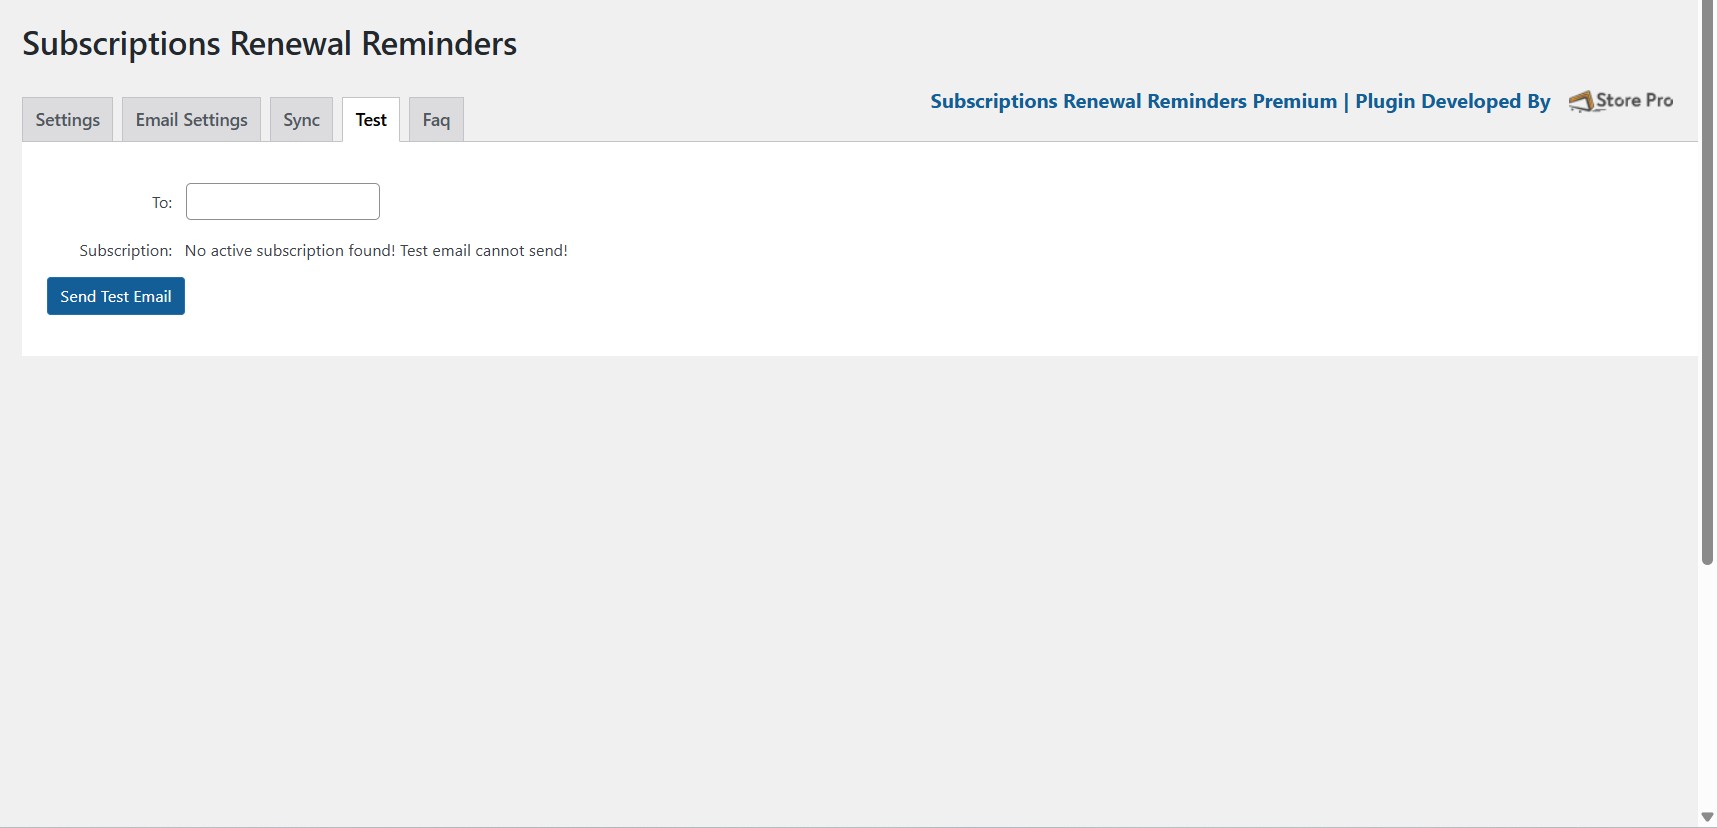 Subscriptions Renewal Reminders
Subscriptions Renewal Reminders Premium | Plugin Developed By Store Pro
Settings Email Settings Sync Test Faq
To:
Subscription: No active subscription found! Test email cannot send!
Send Test Email